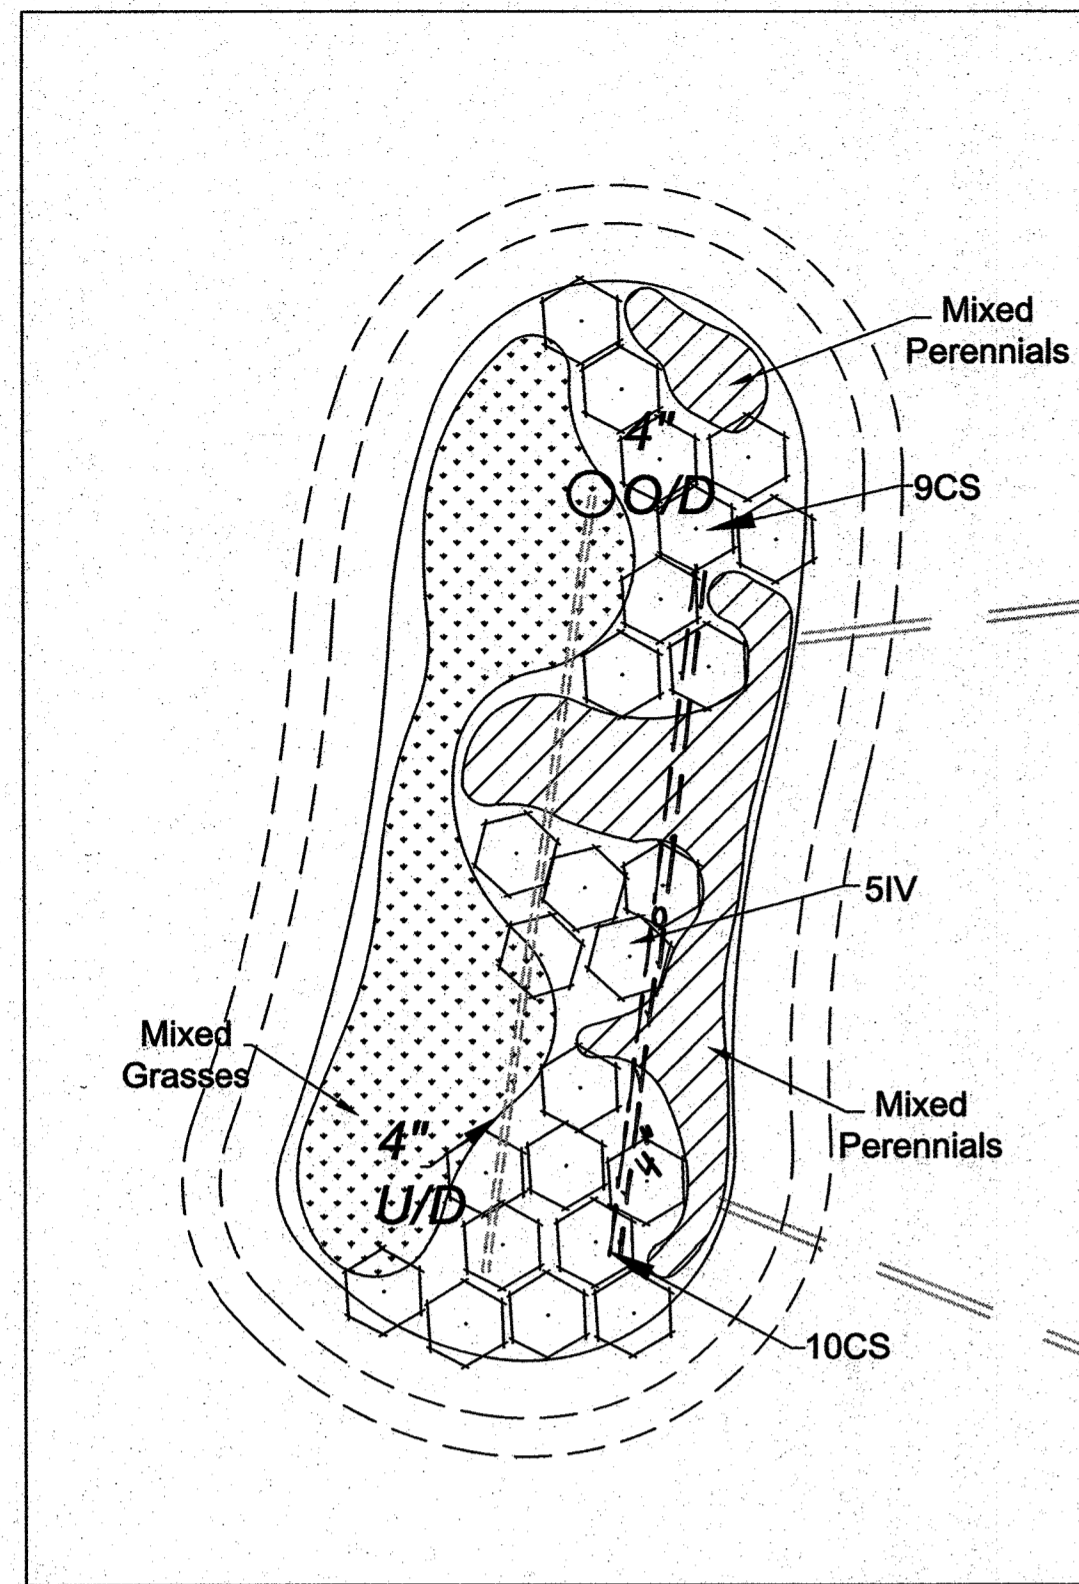 Mixed
Perennials
4"
O/D
9CS
5IV
Mixed
Grasses
Mixed
Perennials
4"
U/D
10CS